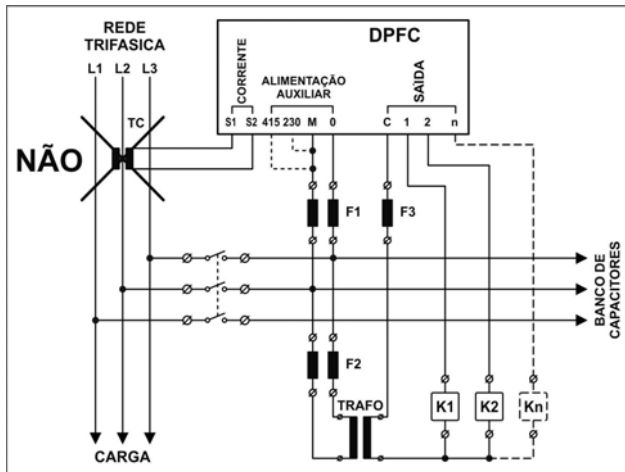 REDE
TRIFASICA
L1 L2 L3
DPFC
CORRENTE
ALIMENTAÇÃO
AUXILIAR
SAÏDA
S1 S2 415 230 M 0 C 1 2 n
TC
NÃO
F1
F3
F2
BANCO DE
CAPACITORES
TRAFO
K1 K2 Kn
CARGA